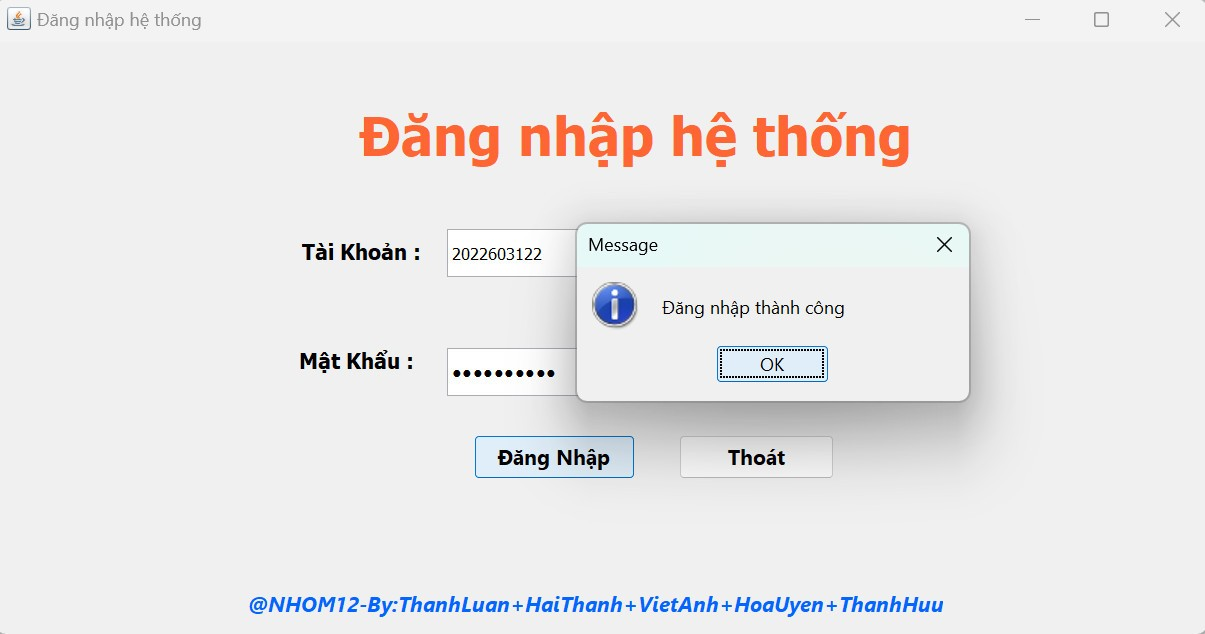 Đăng nhập hệ thống
Đăng nhập hệ thống
Tài Khoản : 2022603122
Message
Đăng nhập thành công
OK
Mật Khẩu : ••••••••••
Đăng Nhập Thoát
@NHOM12-By:ThanhLuan+HaiThanh+VietAnh+HoaUyen+ThanhHuu